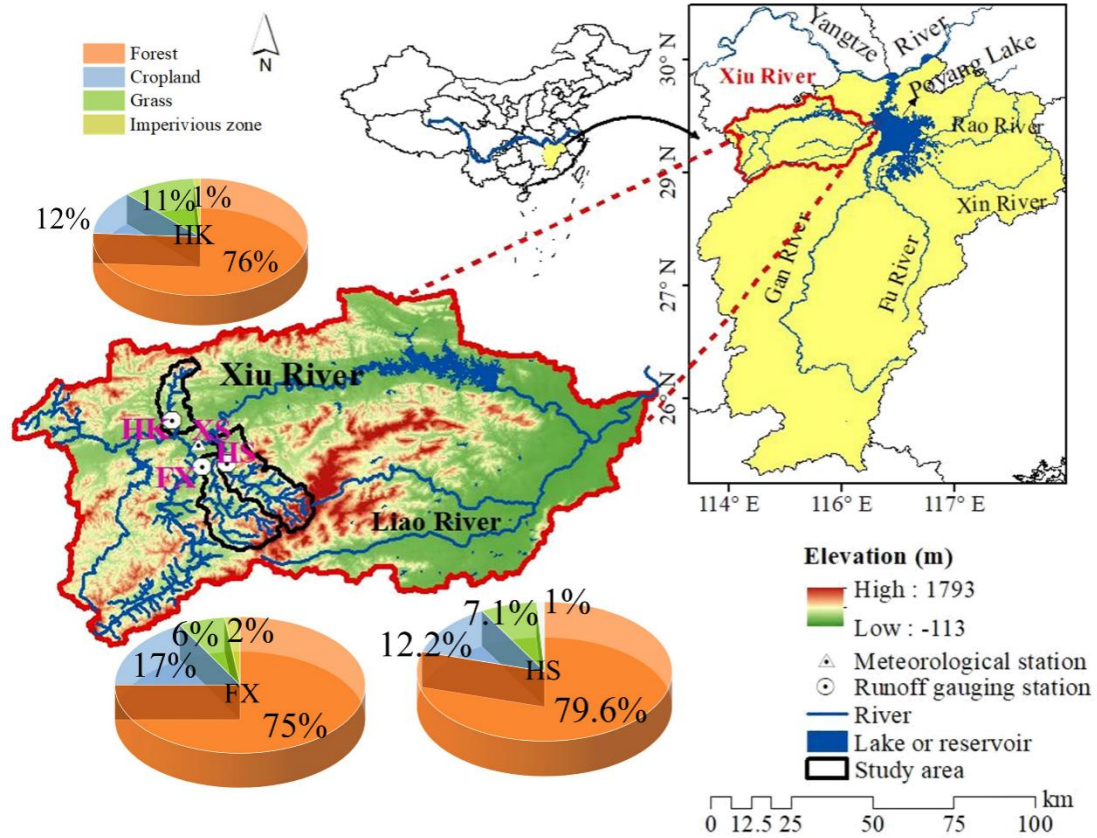 Forest
Cropland
Grass
Imperivious zone
N
Yangtze River
Poyang Lake
Xiu River
Rao River
Xin River
Gan River
Fu River
30° N
29° N
27° N
26° N
114° E
116° E
117° E
11%
1%
12%
HK
76%
Xiu River
HK
XS
HS
FX
Liao River
6%
2%
17%
FX
75%
7.1%
1%
12.2%
HS
79.6%
Elevation (m)
High : 1793
Low : -113
Meteorological station
Runoff gauging station
River
Lake or reservoir
Study area
km
0 12.5 25 50 75 100